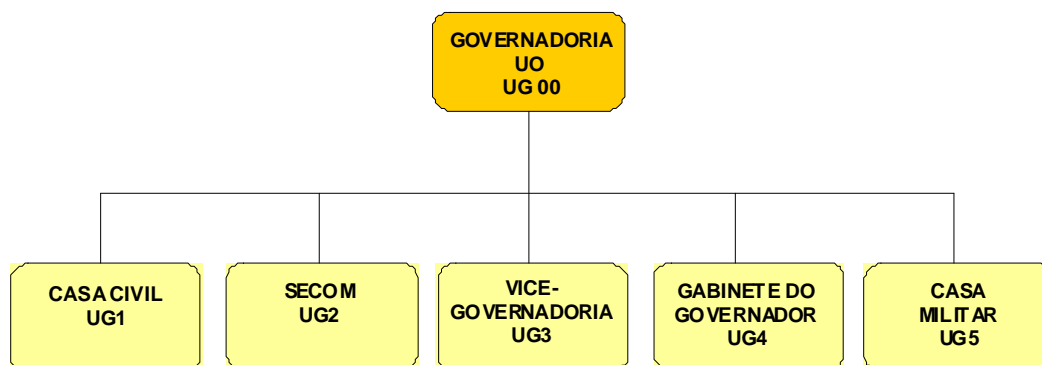 GOVERNADORIA
UO
UG 00
CASA CIVIL
UG1
SECOM
UG2
VICE-
GOVERNADORIA
UG3
GABINETE DO
GOVERNADOR
UG4
CASA
MILITAR
UG5